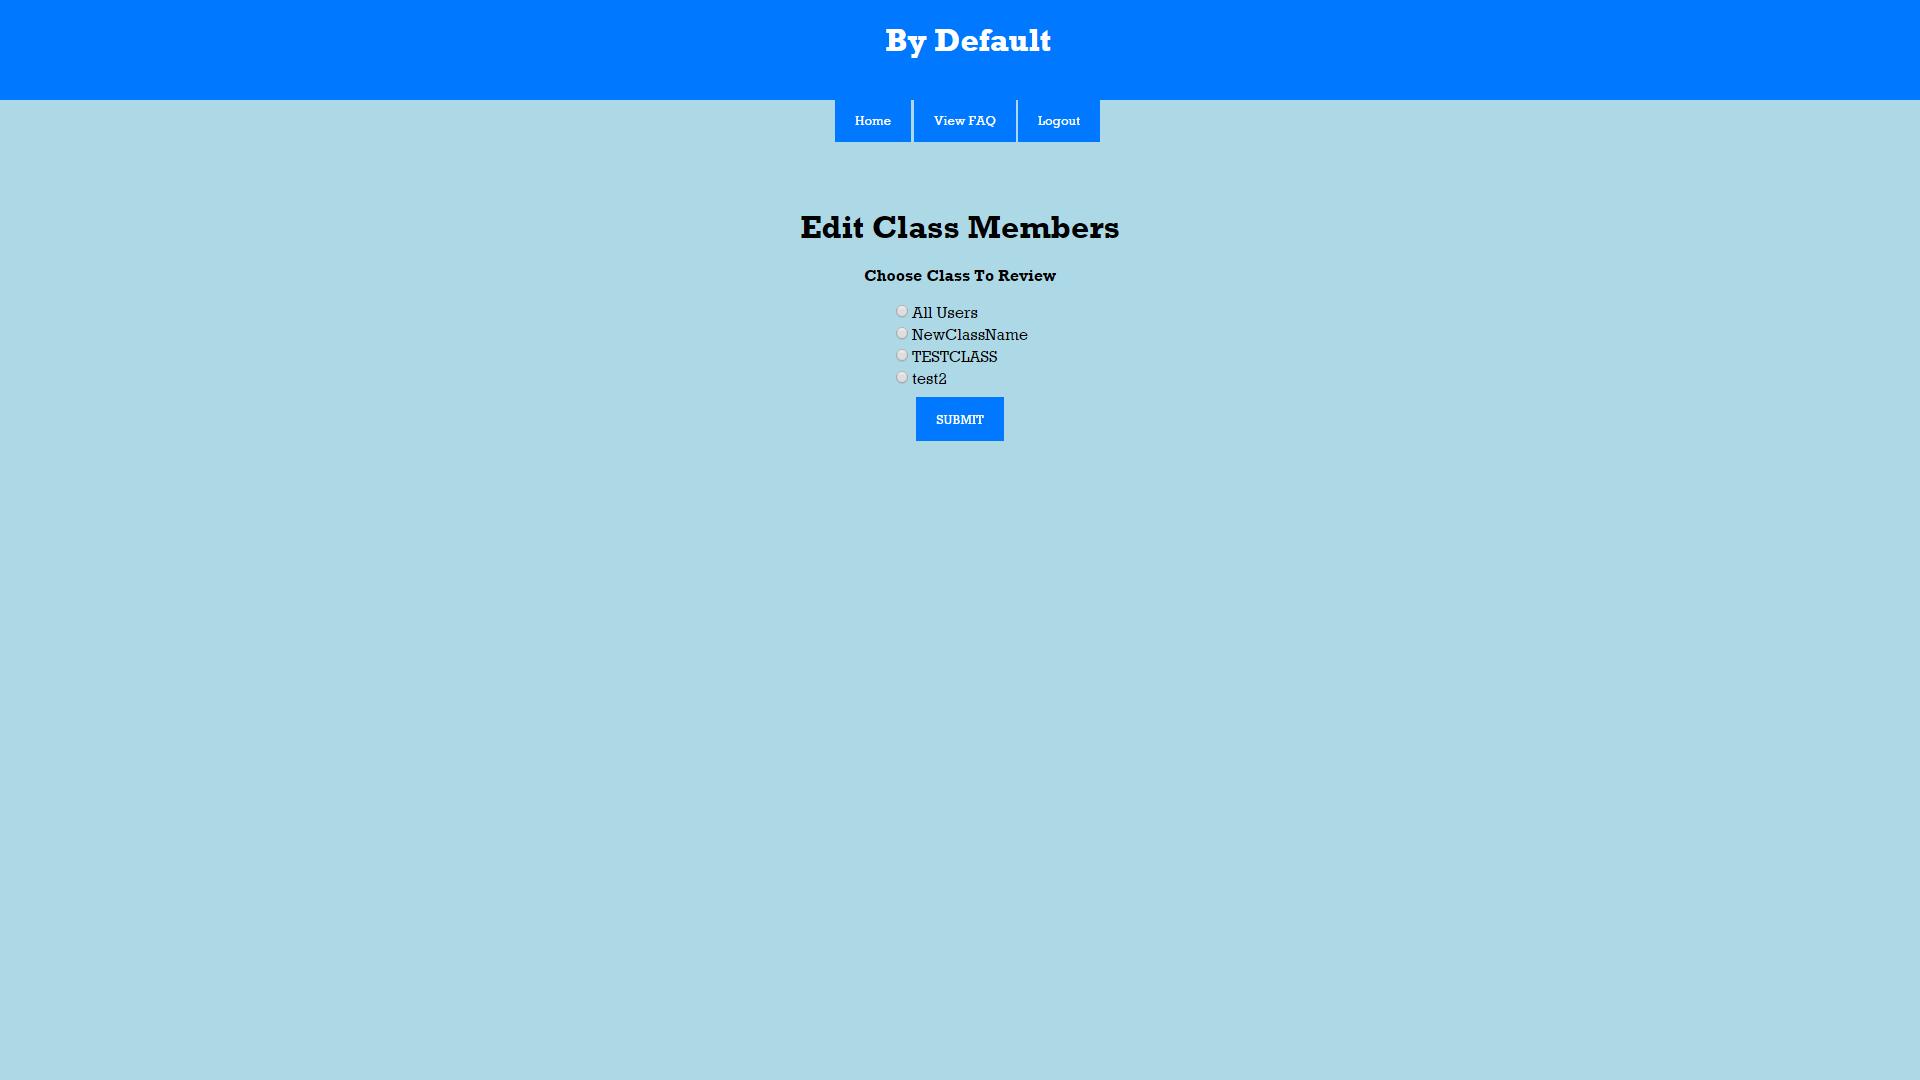 By Default
Home View FAQ Logout
Edit Class Members
Choose Class To Review
All Users
NewClassName
TESTCLASS
test2
SUBMIT